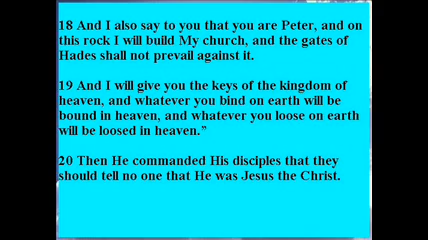 18 And I also say to you that you are Peter, and on
this rock I will build My church, and the gates of
Hades shall not prevail against it.
19 And I will give you the keys of the kingdom of
heaven, and whatever you bind on earth will be
bound in heaven, and whatever you loose on earth
will be loosed in heaven.”
20 Then He commanded His disciples that they
should tell no one that He was Jesus the Christ.